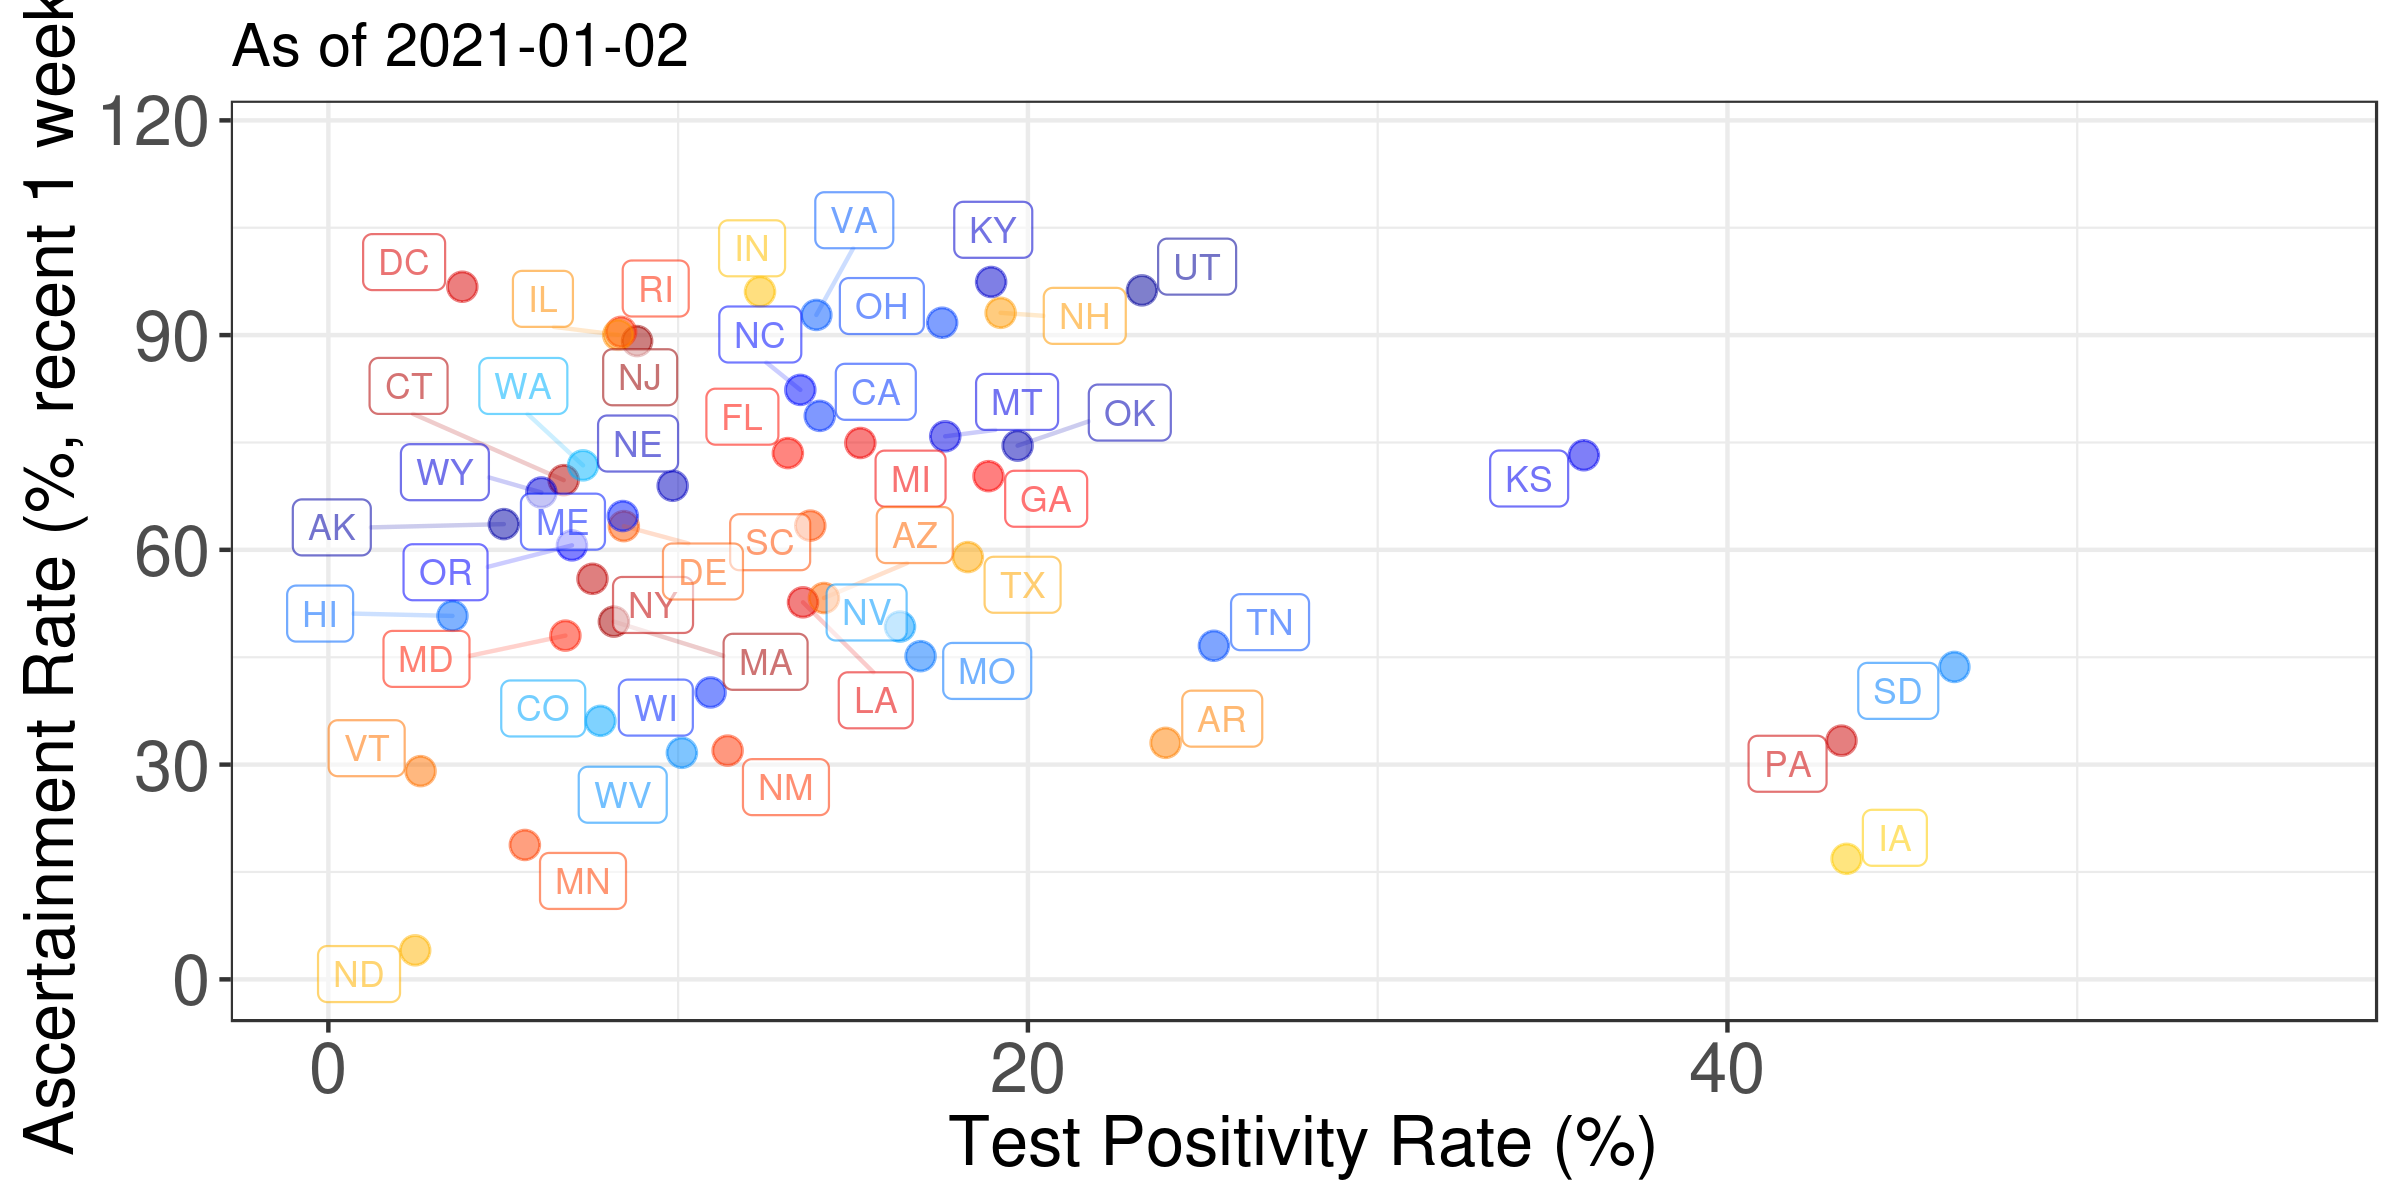 As of 2021-01-02
Ascertainment Rate (%, recent 1 week
120
90
60
30
0
VA
KY
DC
IN
UT
IL
RI
OH
NH
NC
CT
WA
NJ
CA
MT
OK
FL
NE
WY
MI
KS
GA
AK
ME
SC
AZ
OR
DE
TX
HI
NY
NV
TN
MD
MA
MO
LA
SD
CO
WI
AR
VT
PA
WV
NM
IA
MN
ND
0
20
40
Test Positivity Rate (%)